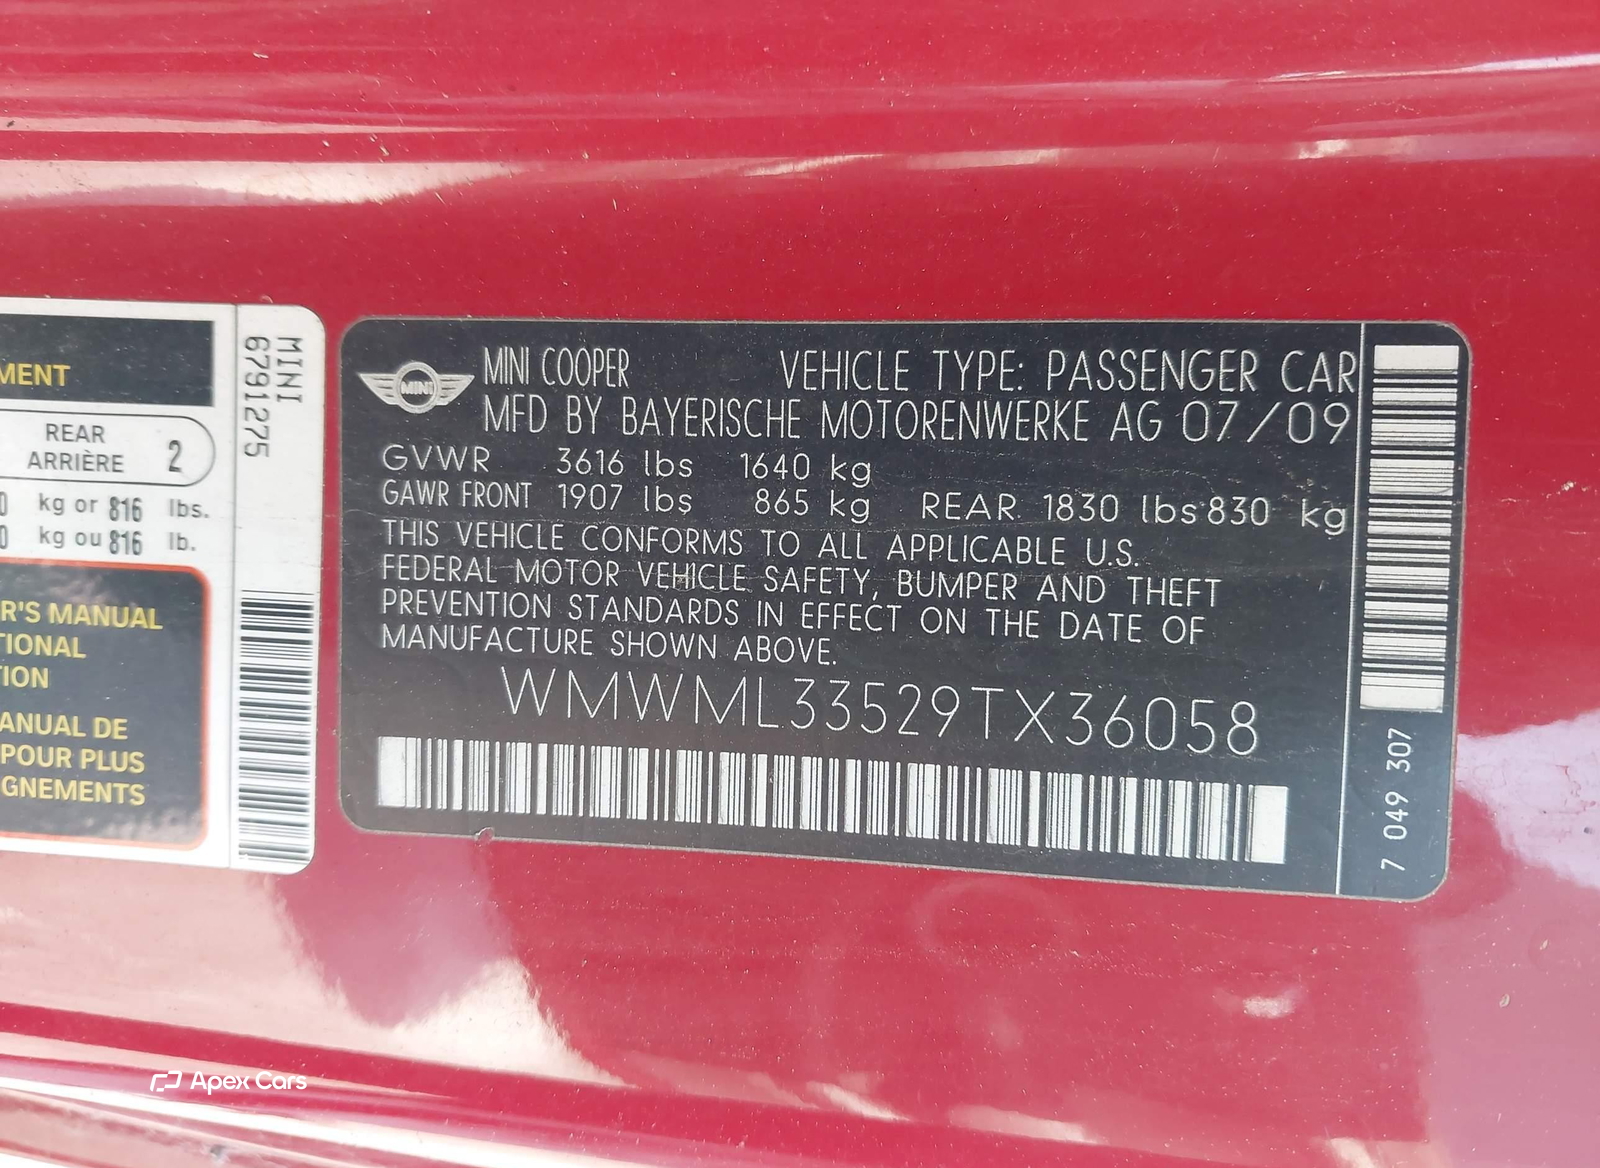 MENT
REAR
ARRIÈRE
2
0 kg or 816 lbs.
0 kg ou 816 lb.
R'S MANUAL
TIONAL
TION
ANUAL DE
POUR PLUS
GNEMENTS
MINI
6791275
MINI
MINI COOPER VEHICLE TYPE: PASSENGER CAR
MFD BY BAYERISCHE MOTORENWERKE AG 07/09
GVWR 3616 lbs 1640 kg
GAWR FRONT 1907 lbs 865 kg REAR 1830 lbs 830 kg
THIS VEHICLE CONFORMS TO ALL APPLICABLE U.S.
FEDERAL MOTOR VEHICLE SAFETY, BUMPER AND THEFT
PREVENTION STANDARDS IN EFFECT ON THE DATE OF
MANUFACTURE SHOWN ABOVE.
WMWML33529TX36058
7 049 307
Apex Cars